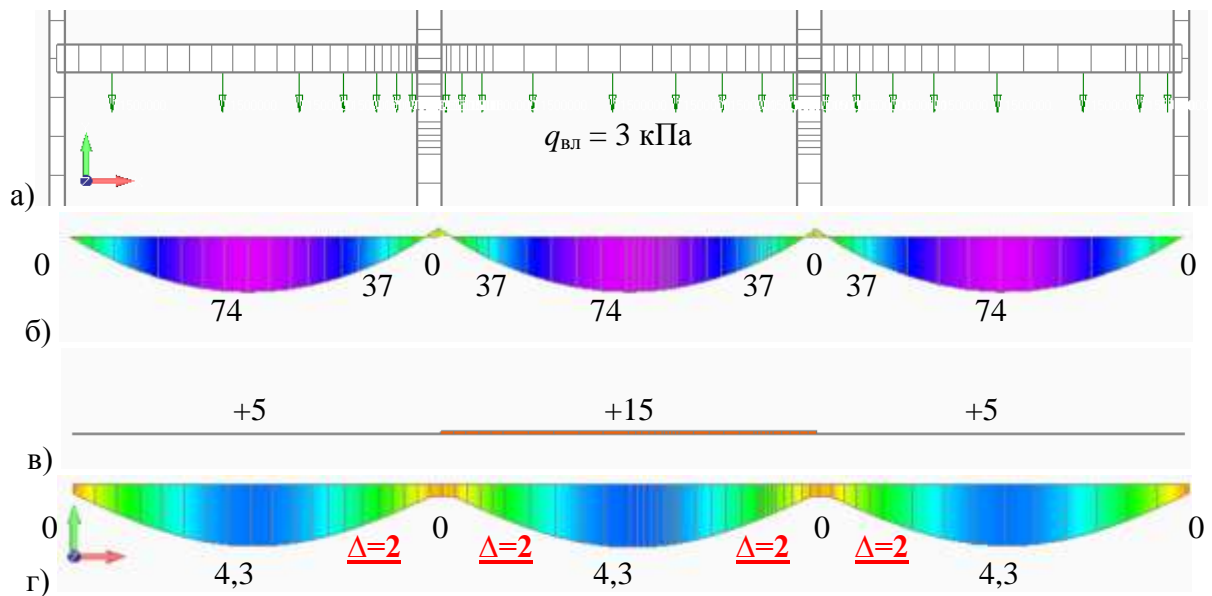 qвл = 3 кПа
а)
0 37 0 37 37 0 37 0
74 74 74
б)
+5 +15 +5
в)
0 0 0 0
Δ=2 Δ=2 Δ=2 Δ=2
4,3 4,3 4,3
г)